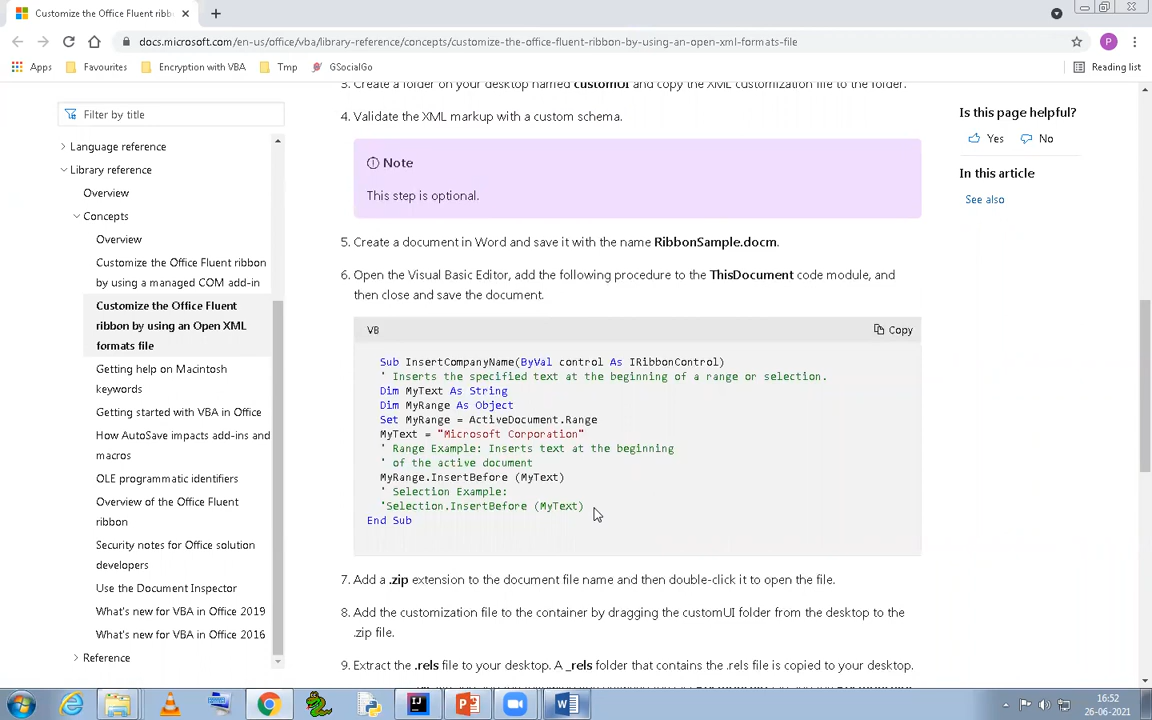 Customize the Office Fluent ribb
docs.microsoft.com/en-us/office/vba/library-reference/concepts/customize-the-office-fluent-ribbon-by-using-an-open-xml-formats-file
P
Apps
Favourites
Encryption with VBA
Tmp
GSocialGo
Reading list
Filter by title
Language reference
Library reference
Overview
Concepts
Overview
Customize the Office Fluent ribbon
by using a managed COM add-in
Customize the Office Fluent
ribbon by using an Open XML
formats file
Getting help on Macintosh
keywords
Getting started with VBA in Office
How AutoSave impacts add-ins and
macros
OLE programmatic identifiers
Overview of the Office Fluent
ribbon
Security notes for Office solution
developers
Use the Document Inspector
What's new for VBA in Office 2019
What's new for VBA in Office 2016
Reference
3. Create a folder on your desktop named customUI and copy the XML customization file to the folder.
4. Validate the XML markup with a custom schema.
Note
This step is optional.
5. Create a document in Word and save it with the name RibbonSample.docm.
6. Open the Visual Basic Editor, add the following procedure to the ThisDocument code module, and
then close and save the document.
VB
Copy
Sub InsertCompanyName(ByVal control As IRibbonControl)
' Inserts the specified text at the beginning of a range or selection.
Dim MyText As String
Dim MyRange As Object
Set MyRange = ActiveDocument.Range
MyText = "Microsoft Corporation"
' Range Example: Inserts text at the beginning
' of the active document
MyRange.InsertBefore (MyText)
' Selection Example:
'Selection.InsertBefore (MyText)
End Sub
7. Add a .zip extension to the document file name and then double-click it to open the file.
8. Add the customization file to the container by dragging the customUI folder from the desktop to the
.zip file.
9. Extract the .rels file to your desktop. A _rels folder that contains the .rels file is copied to your desktop.
Is this page helpful?
Yes
No
In this article
See also
16:52
26-06-2021